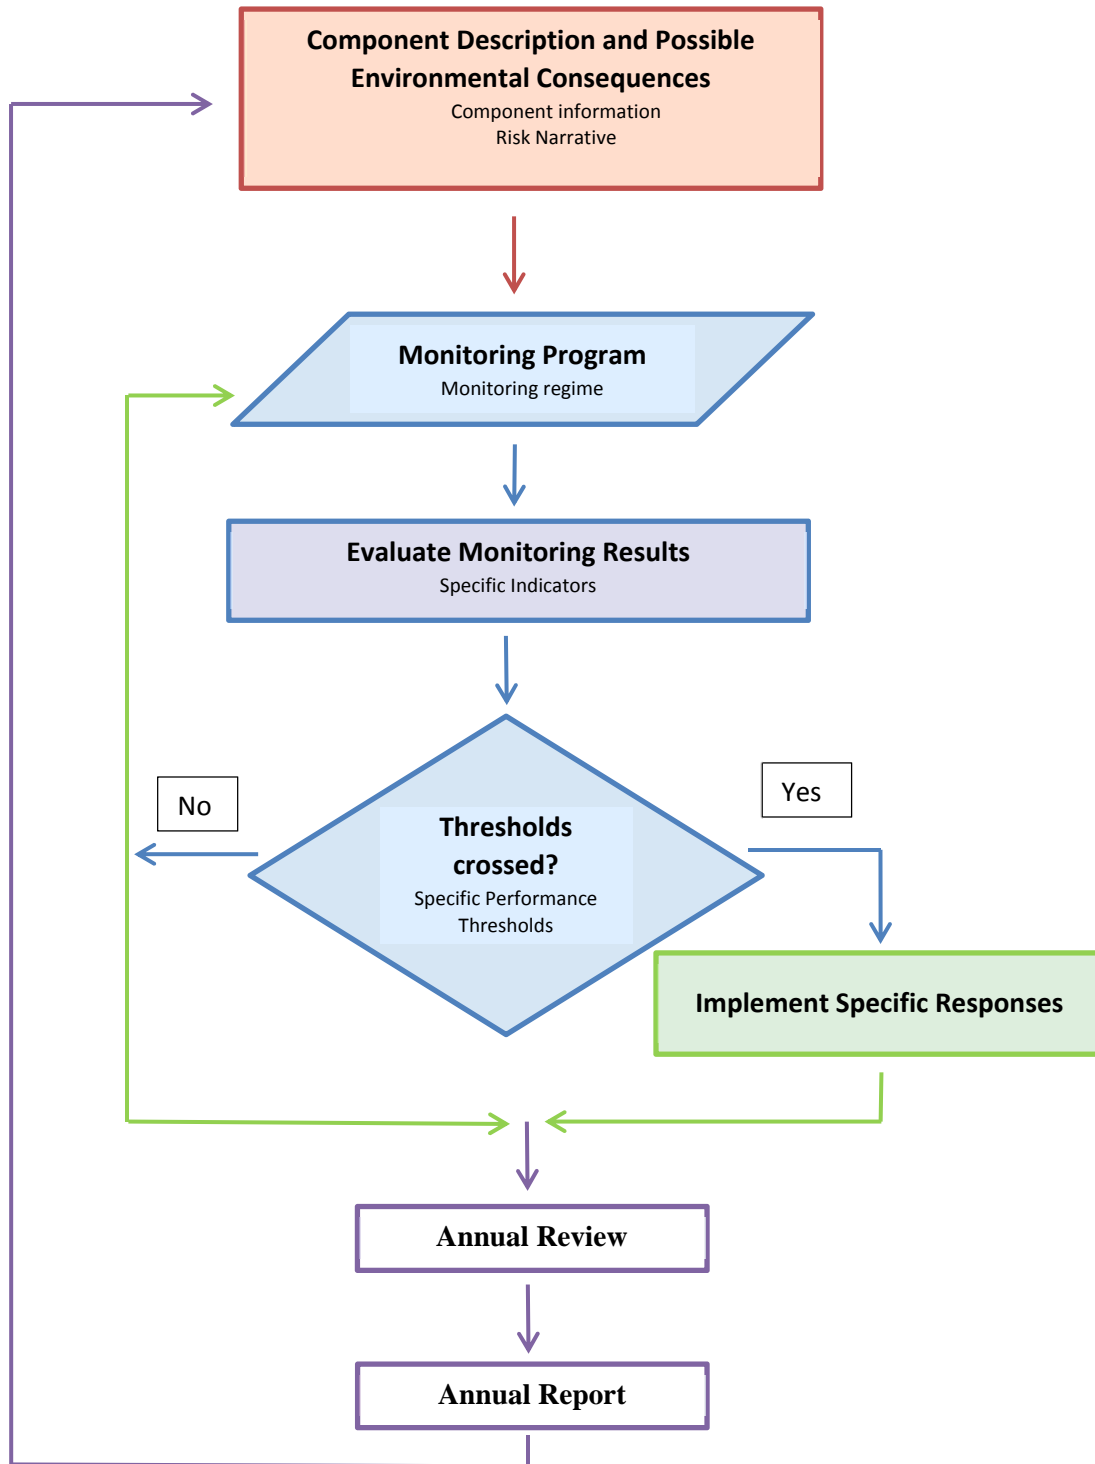 Component Description and Possible
Environmental Consequences
Component information
Risk Narrative
Monitoring Program
Monitoring regime
Evaluate Monitoring Results
Specific Indicators
No
Yes
Thresholds
crossed?
Specific Performance
Thresholds
Implement Specific Responses
Annual Review
Annual Report